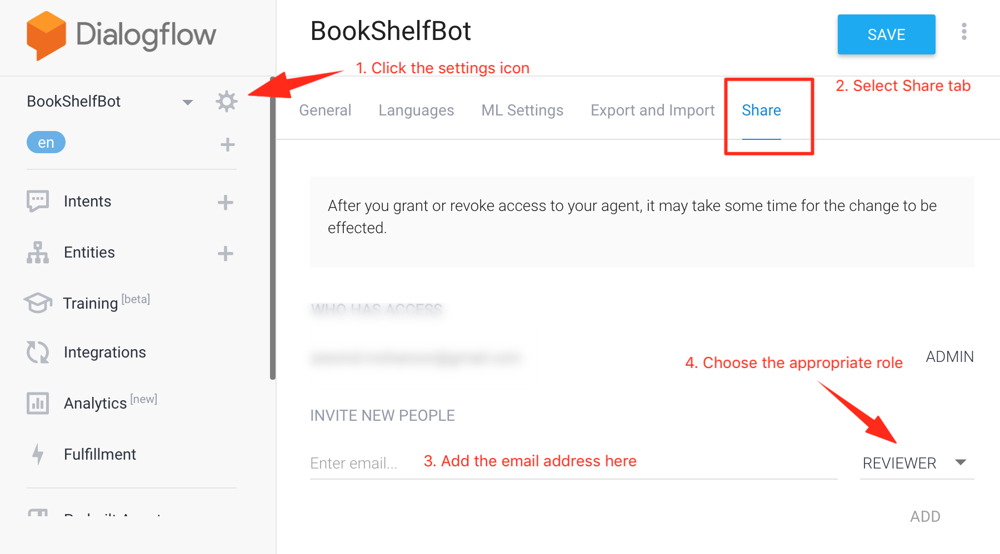 Dialogflow
BookShelfBot
SAVE
1. Click the settings icon
2. Select Share tab
BookShelfBot
General
Languages
ML Settings
Export and Import
Share
en
After you grant or revoke access to your agent, it may take some time for the change to be
effected.
Intents
Entities
Training [beta]
Integrations
Analytics [new]
Fulfillment
WHO HAS ACCESS
4. Choose the appropriate role
ADMIN
INVITE NEW PEOPLE
Enter email...
3. Add the email address here
REVIEWER
ADD